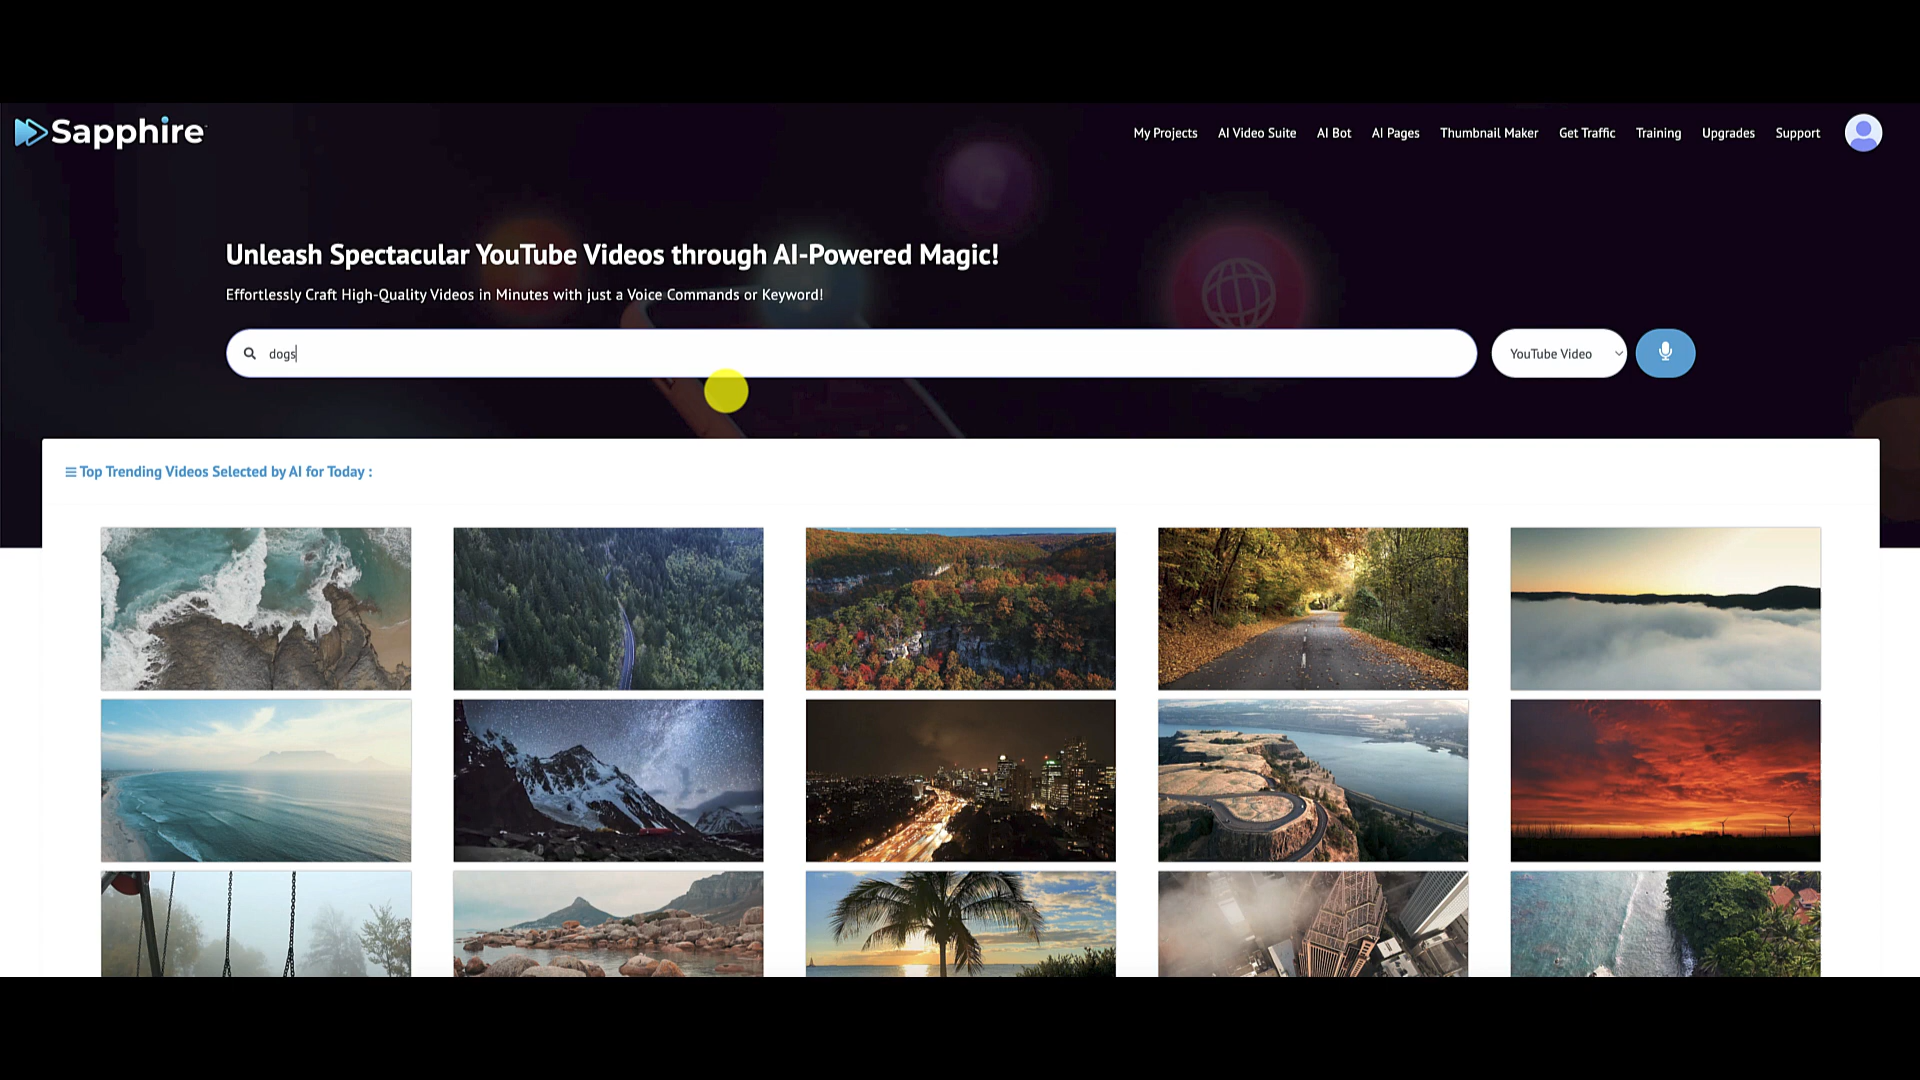 Sapphire
My Projects AI Video Suite AI Bot AI Pages Thumbnail Maker Get Traffic Training Upgrades Support
Unleash Spectacular YouTube Videos through AI-Powered Magic!
Effortlessly Craft High-Quality Videos in Minutes with just a Voice Commands or Keyword!
dogs YouTube Video
Top Trending Videos Selected by AI for Today :